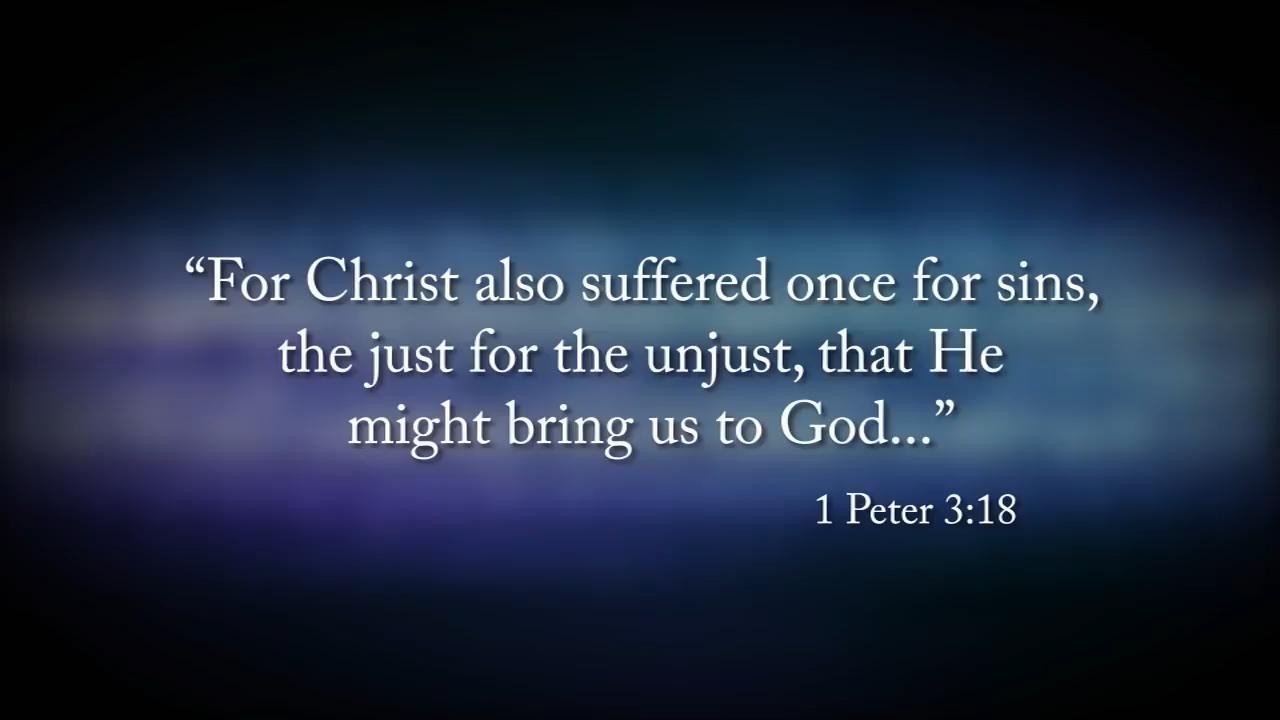 “For Christ also suffered once for sins,
the just for the unjust, that He
might bring us to God...”
1 Peter 3:18